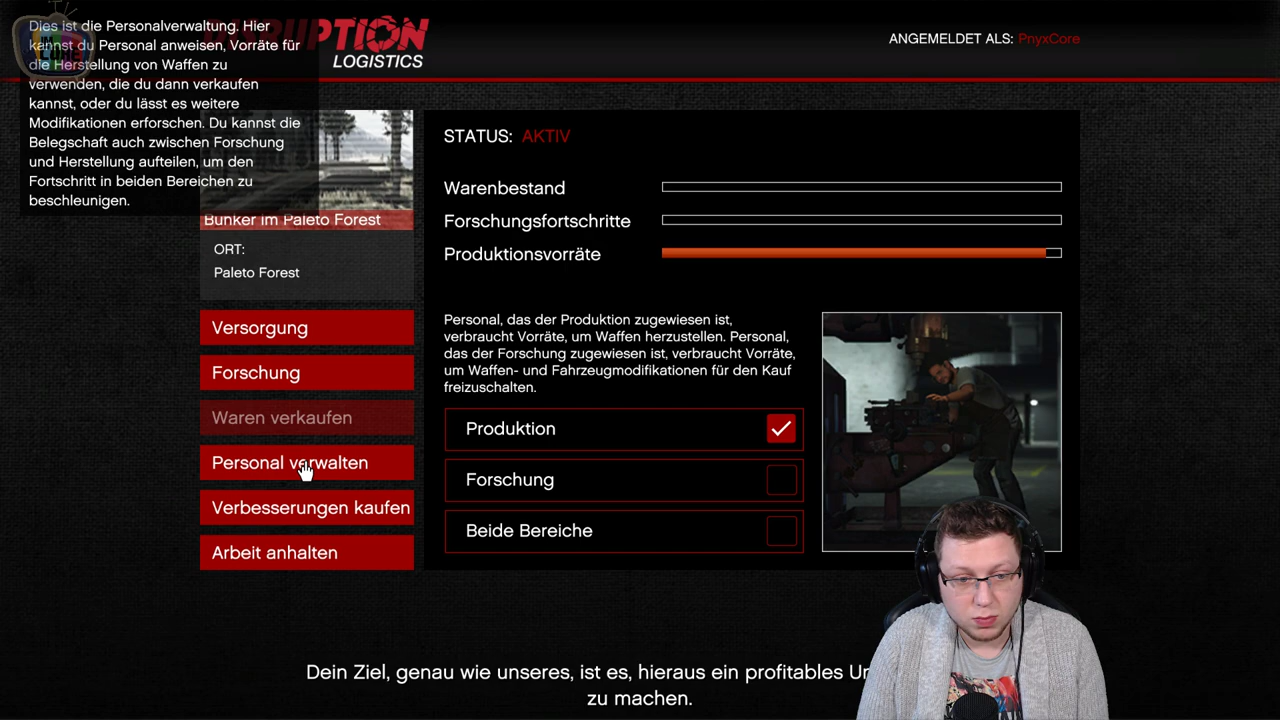 Dies ist die Personalverwaltung. Hier
kannst du Personal anweisen, Vorräte für
die Herstellung von Waffen zu
verwenden, die du dann verkaufen
kannst, oder du lässt es weitere
Modifikationen erforschen. Du kannst die
Belegschaft auch zwischen Forschung
und Herstellung aufteilen, um den
Fortschritt in beiden Bereichen zu
beschleunigen.
LOGISTICS
ANGEMELDET ALS: PnyxCore
Bunker im Paleto Forest
ORT:
Paleto Forest
Versorgung
Forschung
Waren verkaufen
Personal verwalten
Verbesserungen kaufen
Arbeit anhalten
STATUS: AKTIV
Warenbestand
Forschungsfortschritte
Produktionsvorräte
Personal, das der Produktion zugewiesen ist,
verbraucht Vorräte, um Waffen herzustellen. Personal,
das der Forschung zugewiesen ist, verbraucht Vorräte,
um Waffen- und Fahrzeugmodifikationen für den Kauf
freizuschalten.
Produktion
Forschung
Beide Bereiche
Dein Ziel, genau wie unseres, ist es, hieraus ein profitables
zu machen.